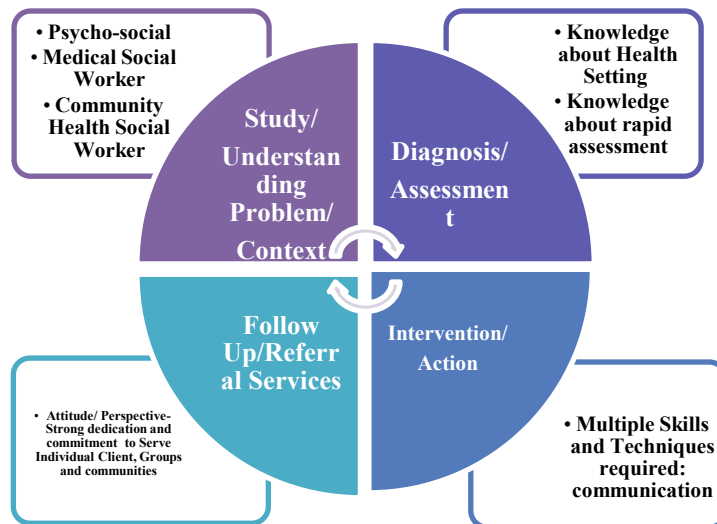 • Psycho-social
• Medical Social
Worker
• Community
Health Social
Worker
• Knowledge
about Health
Setting
• Knowledge
about rapid
assessment
Study/
Understan
ding
Problem/
Context
Diagnosis/
Assessmen
t
Follow
Up/Referr
al Services
Intervention/
Action
• Attitude/ Perspective-
Strong dedication and
commitment to Serve
Individual Client, Groups
and communities
• Multiple Skills
and Techniques
required:
communication